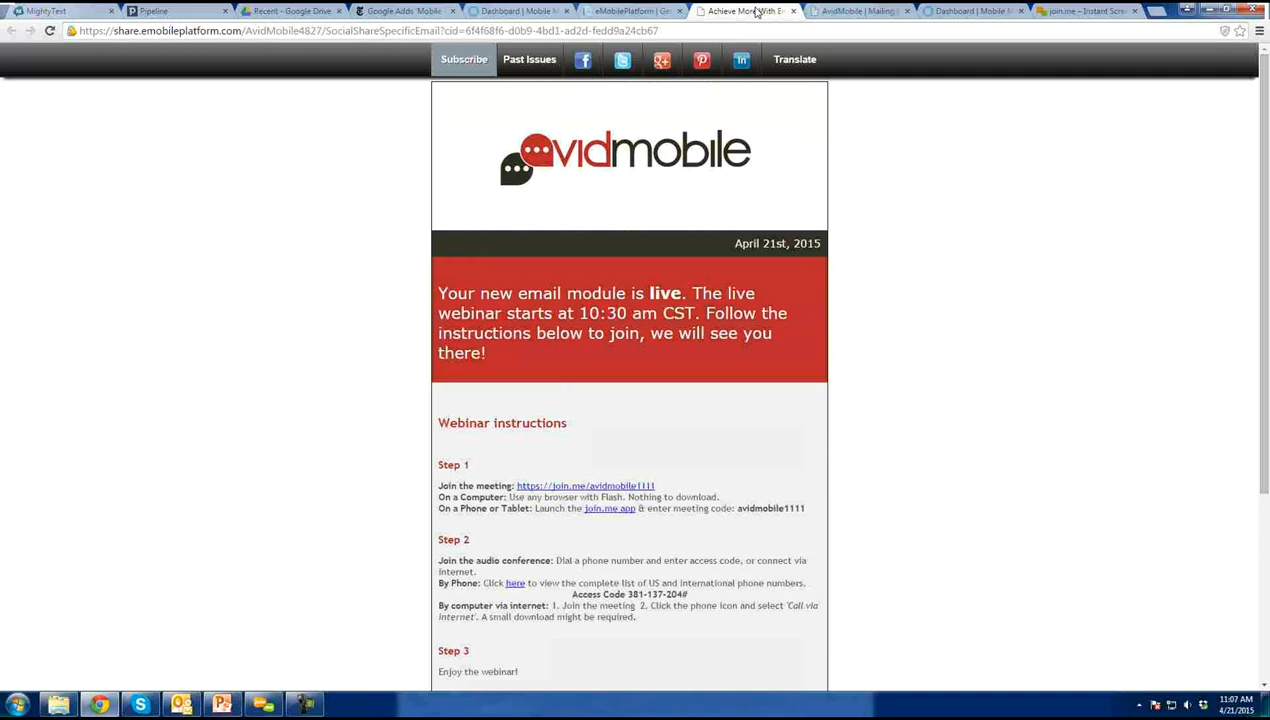 MightyText
Pipeline
Recent - Google Drive
Google Adds 'Mobile
Dashboard | Mobile M
eMobilePlatform | Ge
Achieve More With E
AvidMobile | Mailing
Dashboard | Mobile M
join.me – Instant Scre
https://share.emobileplatform.com/AvidMobile4827/SocialShareSpecificEmail?cid=6f4f68f6-d0b9-4bd1-ad2d-fedd9a24cb67
Subscribe
Past Issues
Translate
avidmobile
April 21st, 2015
Your new email module is live. The live
webinar starts at 10:30 am CST. Follow the
instructions below to join, we will see you
there!
Webinar instructions
Step 1
Join the meeting: https://join.me/avidmobile1111
On a Computer: Use any browser with Flash. Nothing to download.
On a Phone or Tablet: Launch the join.me app & enter meeting code: avidmobile1111
Step 2
Join the audio conference: Dial a phone number and enter access code, or connect via
internet.
By Phone: Click here to view the complete list of US and international phone numbers.
Access Code 381-137-204#
By computer via internet: 1. Join the meeting 2. Click the phone icon and select 'Call via
internet'. A small download might be required.
Step 3
Enjoy the webinar!
11:07 AM
4/21/2015